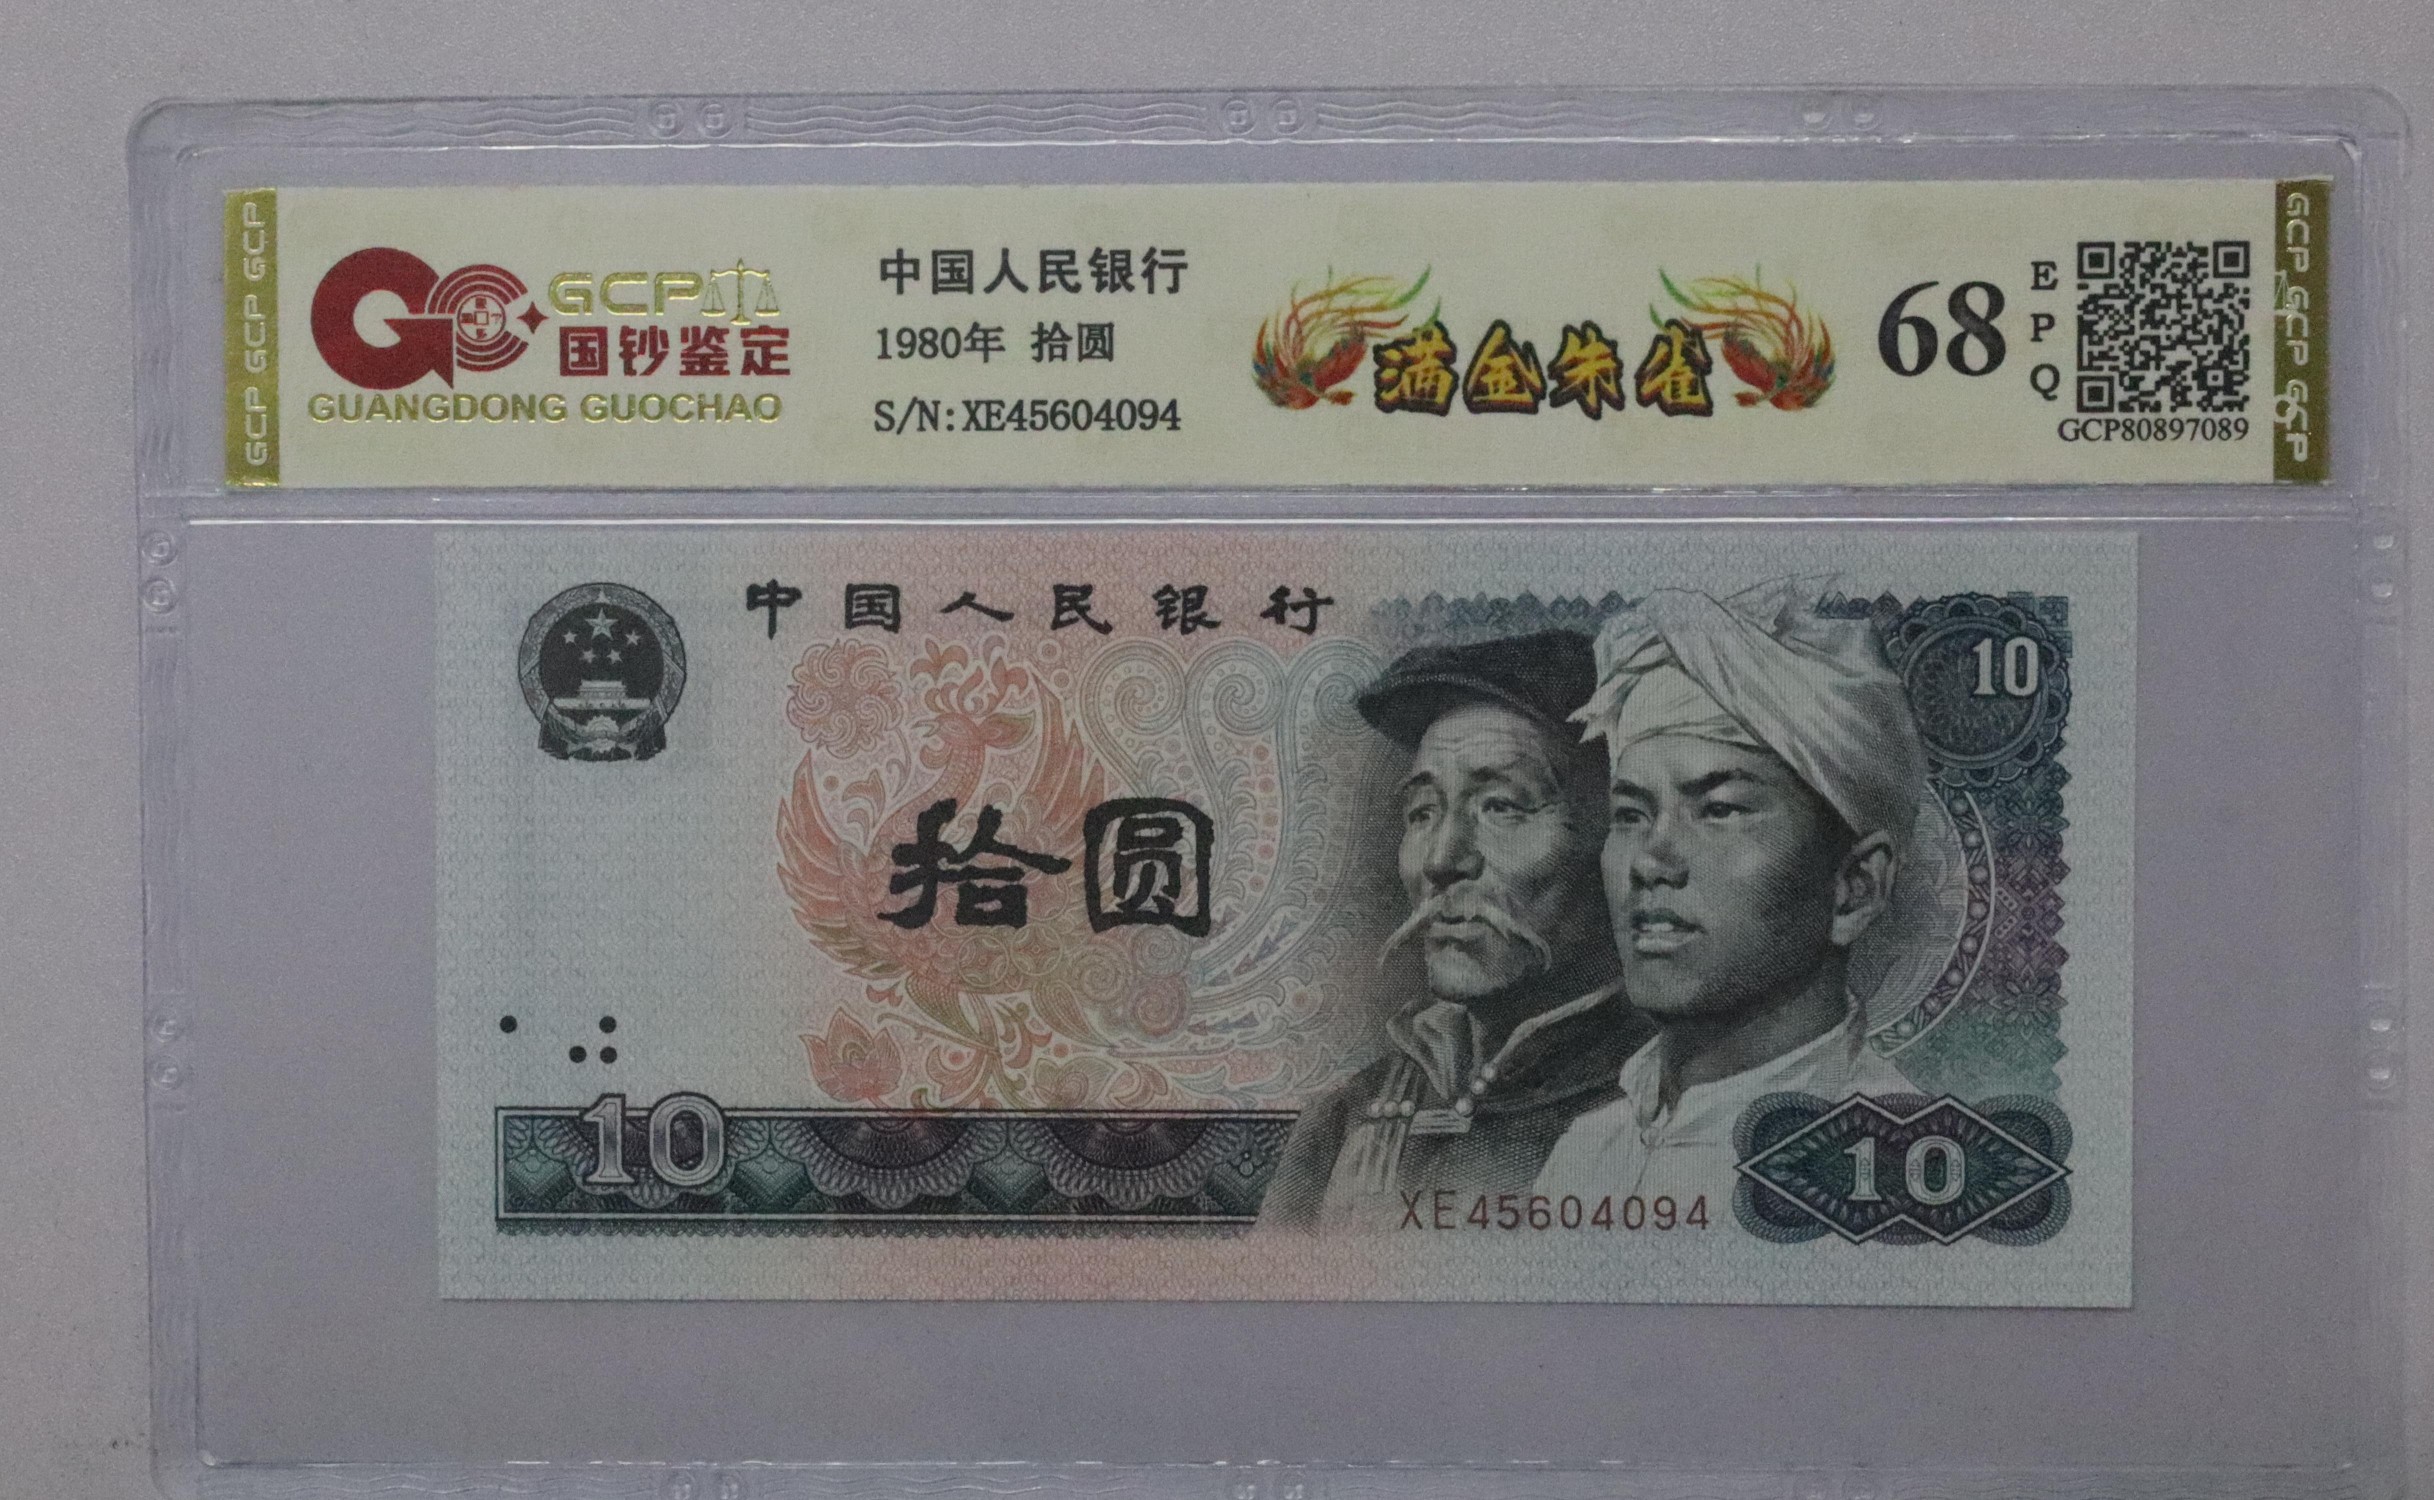 GCP GCP GCP
GCP
国钞鉴定
GUANGDONG GUOCHAO
中国人民银行
1980年 拾圆
S/N:XE45604094
满金朱雀
68
E
P
Q
GCP80897089
GCP GCP GCP
中国人民银行
10
拾圆
10
10
XE45604094